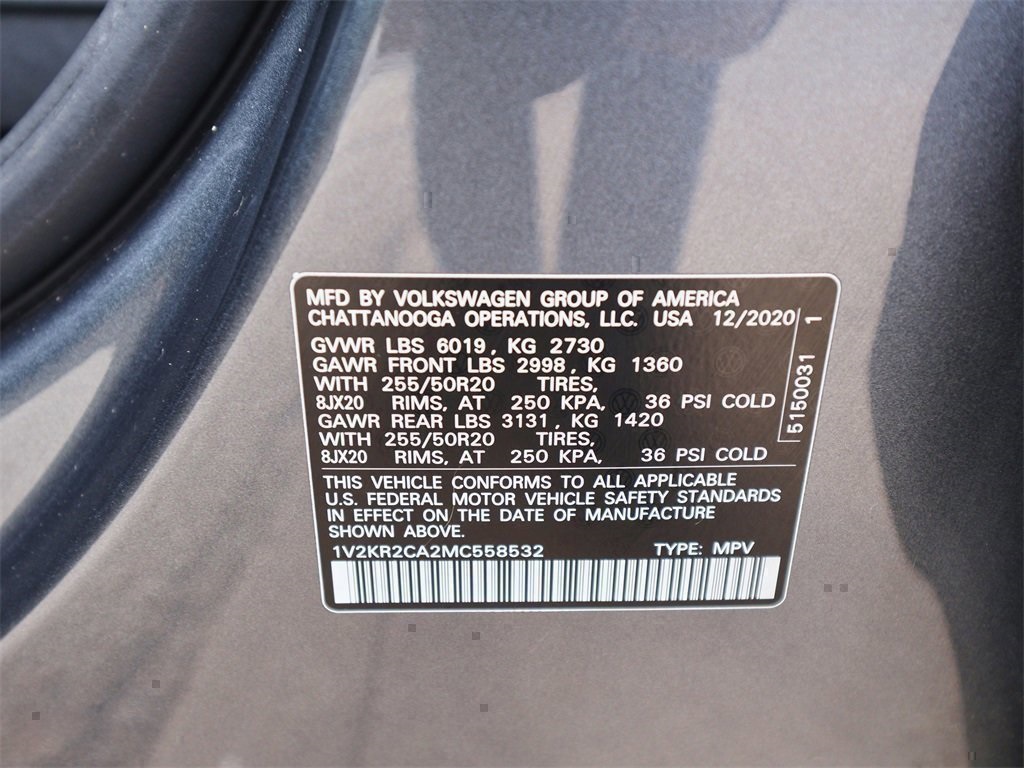 MFD BY VOLKSWAGEN GROUP OF AMERICA
CHATTANOOGA OPERATIONS, LLC. USA 12/2020
GVWR LBS 6019, KG 2730
GAWR FRONT LBS 2998, KG 1360
WITH 255/50R20 TIRES,
8JX20 RIMS, AT 250 KPA, 36 PSI COLD
GAWR REAR LBS 3131, KG 1420
WITH 255/50R20 TIRES,
8JX20 RIMS, AT 250 KPA, 36 PSI COLD
5150031 1
THIS VEHICLE CONFORMS TO ALL APPLICABLE
U.S. FEDERAL MOTOR VEHICLE SAFETY STANDARDS
IN EFFECT ON THE DATE OF MANUFACTURE
SHOWN ABOVE.
1V2KR2CA2MC558532 TYPE: MPV